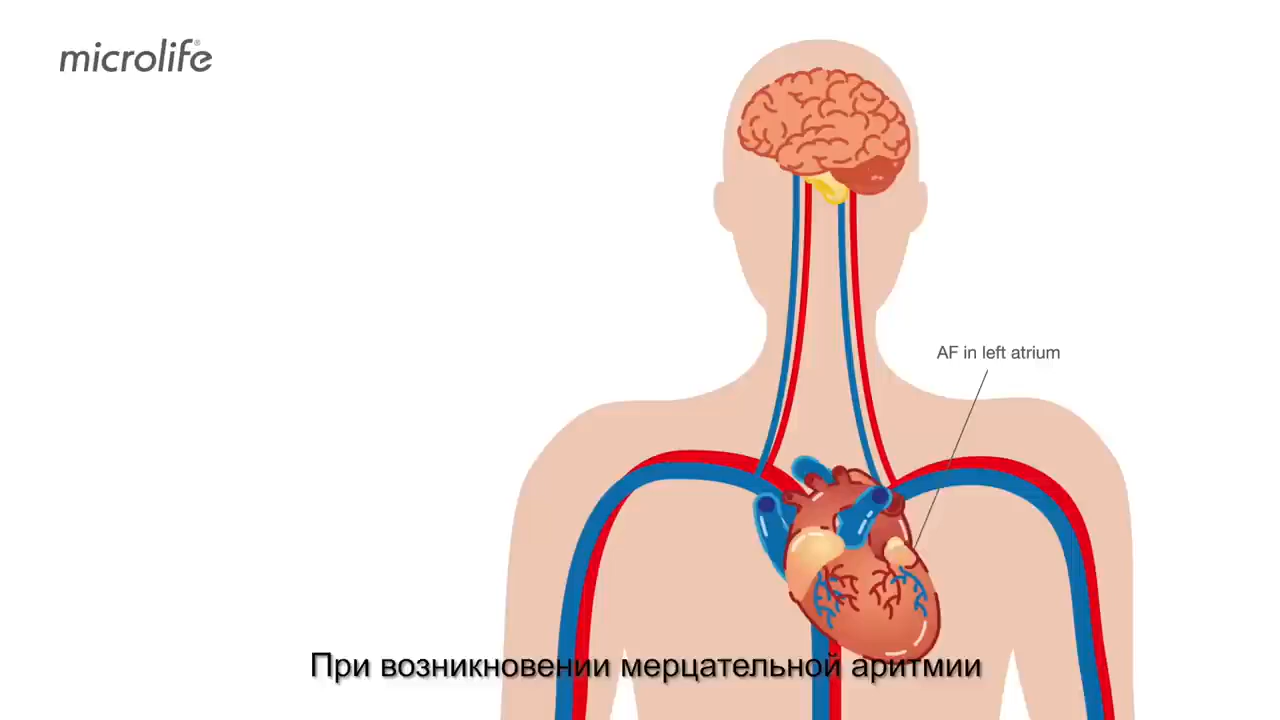 microlife®
AF in left atrium
При возникновении мерцательной аритмии